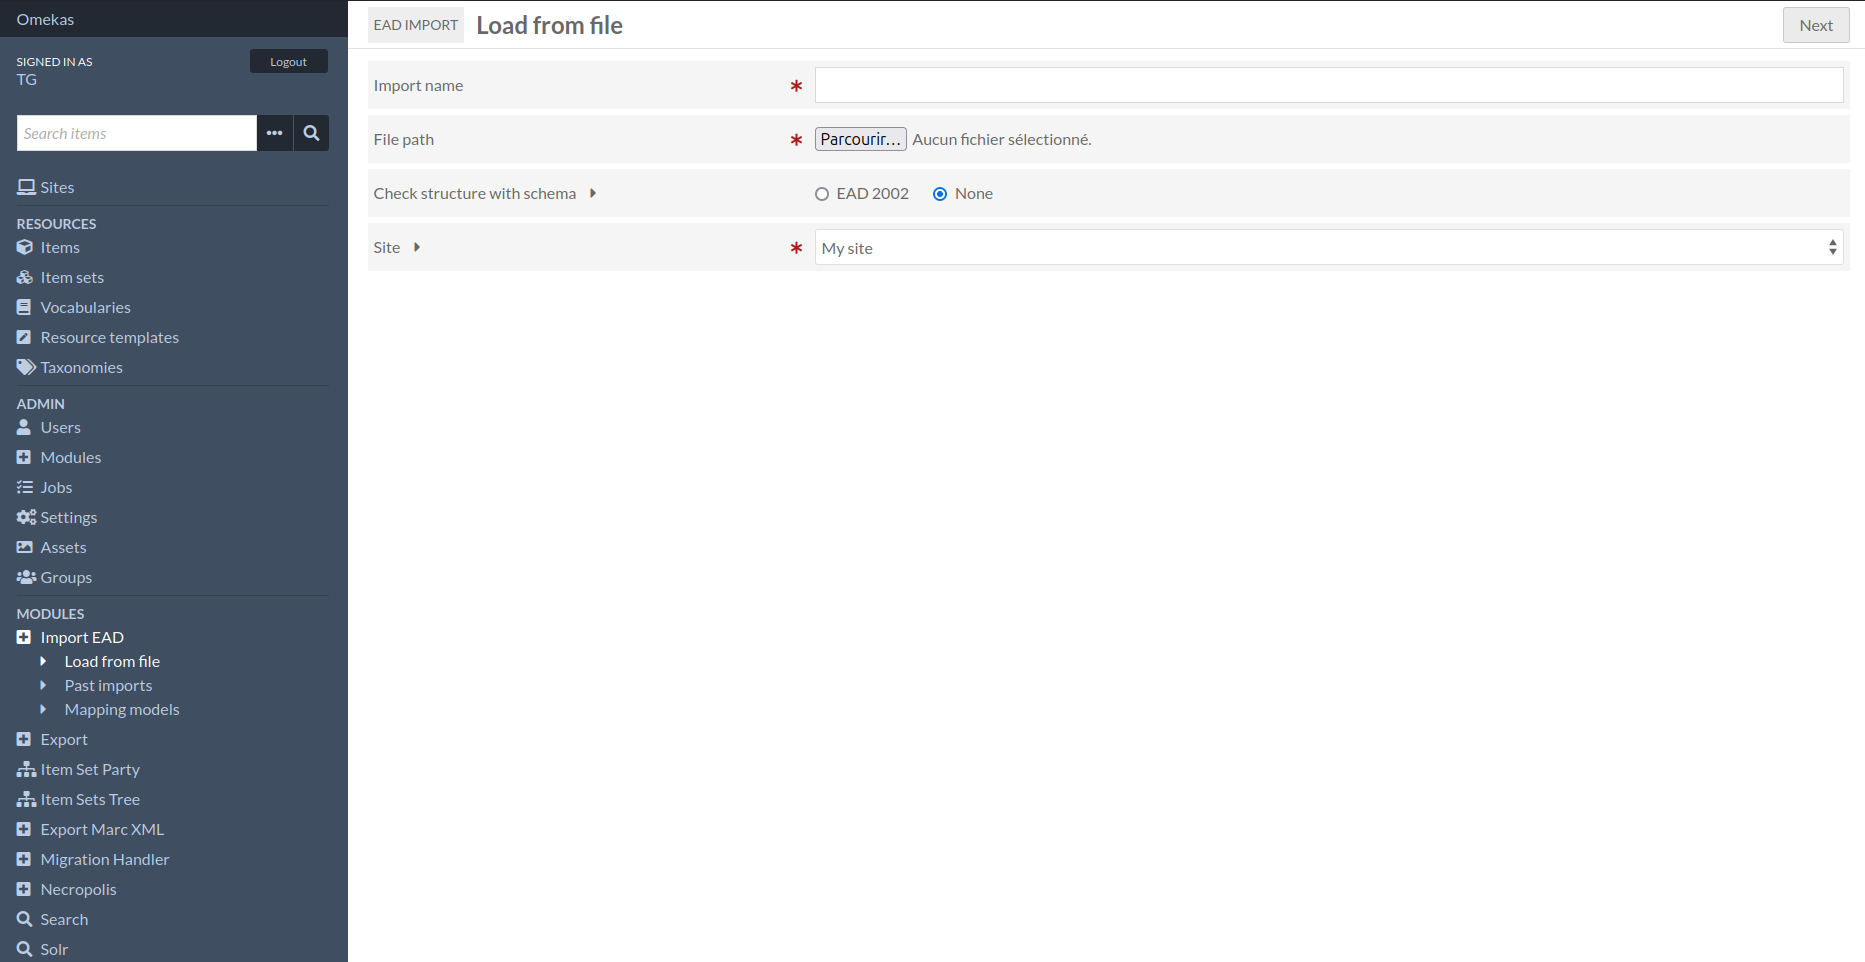 Omekas
SIGNED IN AS
TG
Logout
Search items
Sites
RESOURCES
Items
Item sets
Vocabularies
Resource templates
Taxonomies
ADMIN
Users
Modules
Jobs
Settings
Assets
Groups
MODULES
Import EAD
Load from file
Past imports
Mapping models
Export
Item Set Party
Item Sets Tree
Export Marc XML
Migration Handler
Necropolis
Search
Solr
EAD IMPORT Load from file
Next
Import name *
File path * Parcourir... Aucun fichier sélectionné.
Check structure with schema EAD 2002 None
Site * My site